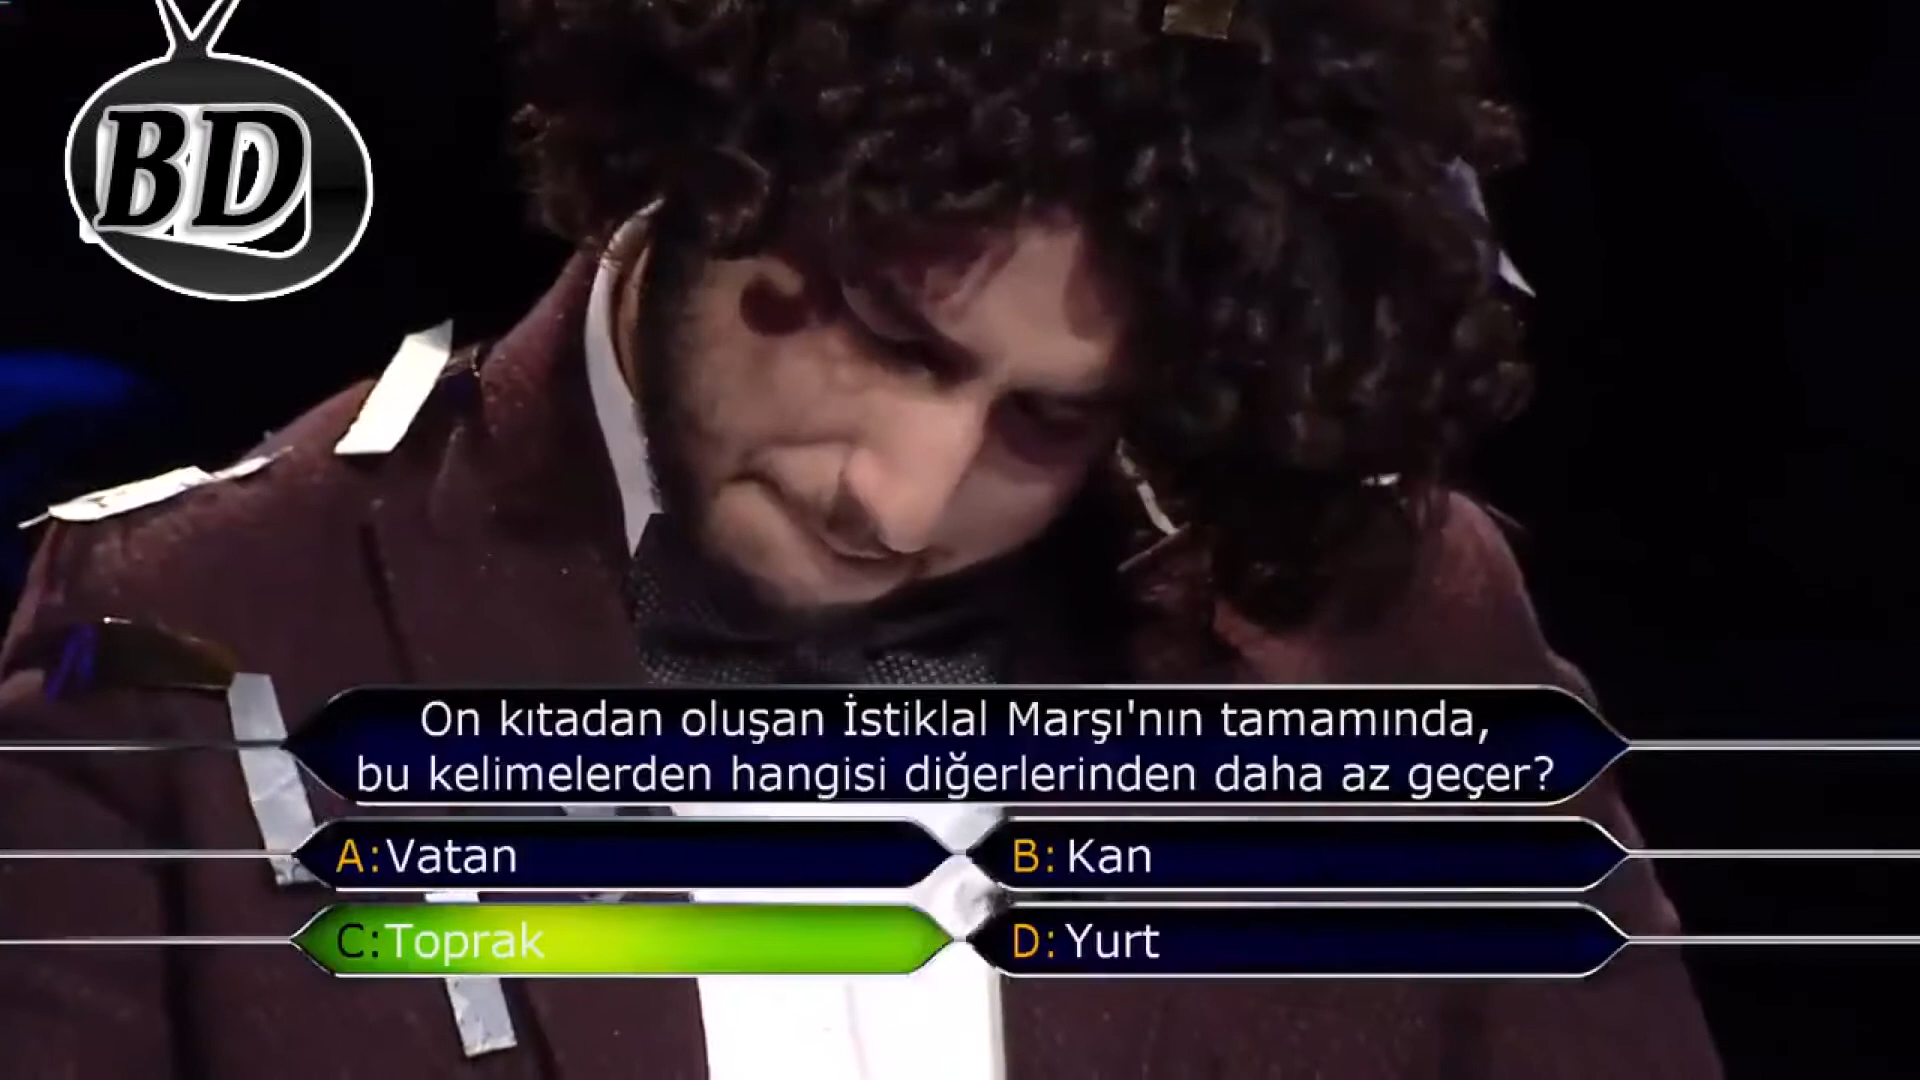 BD
On kıtadan oluşan İstiklal Marşı'nın tamamında,
bu kelimelerden hangisi diğerlerinden daha az geçer?
A:Vatan
B:Kan
C:Toprak
D:Yurt